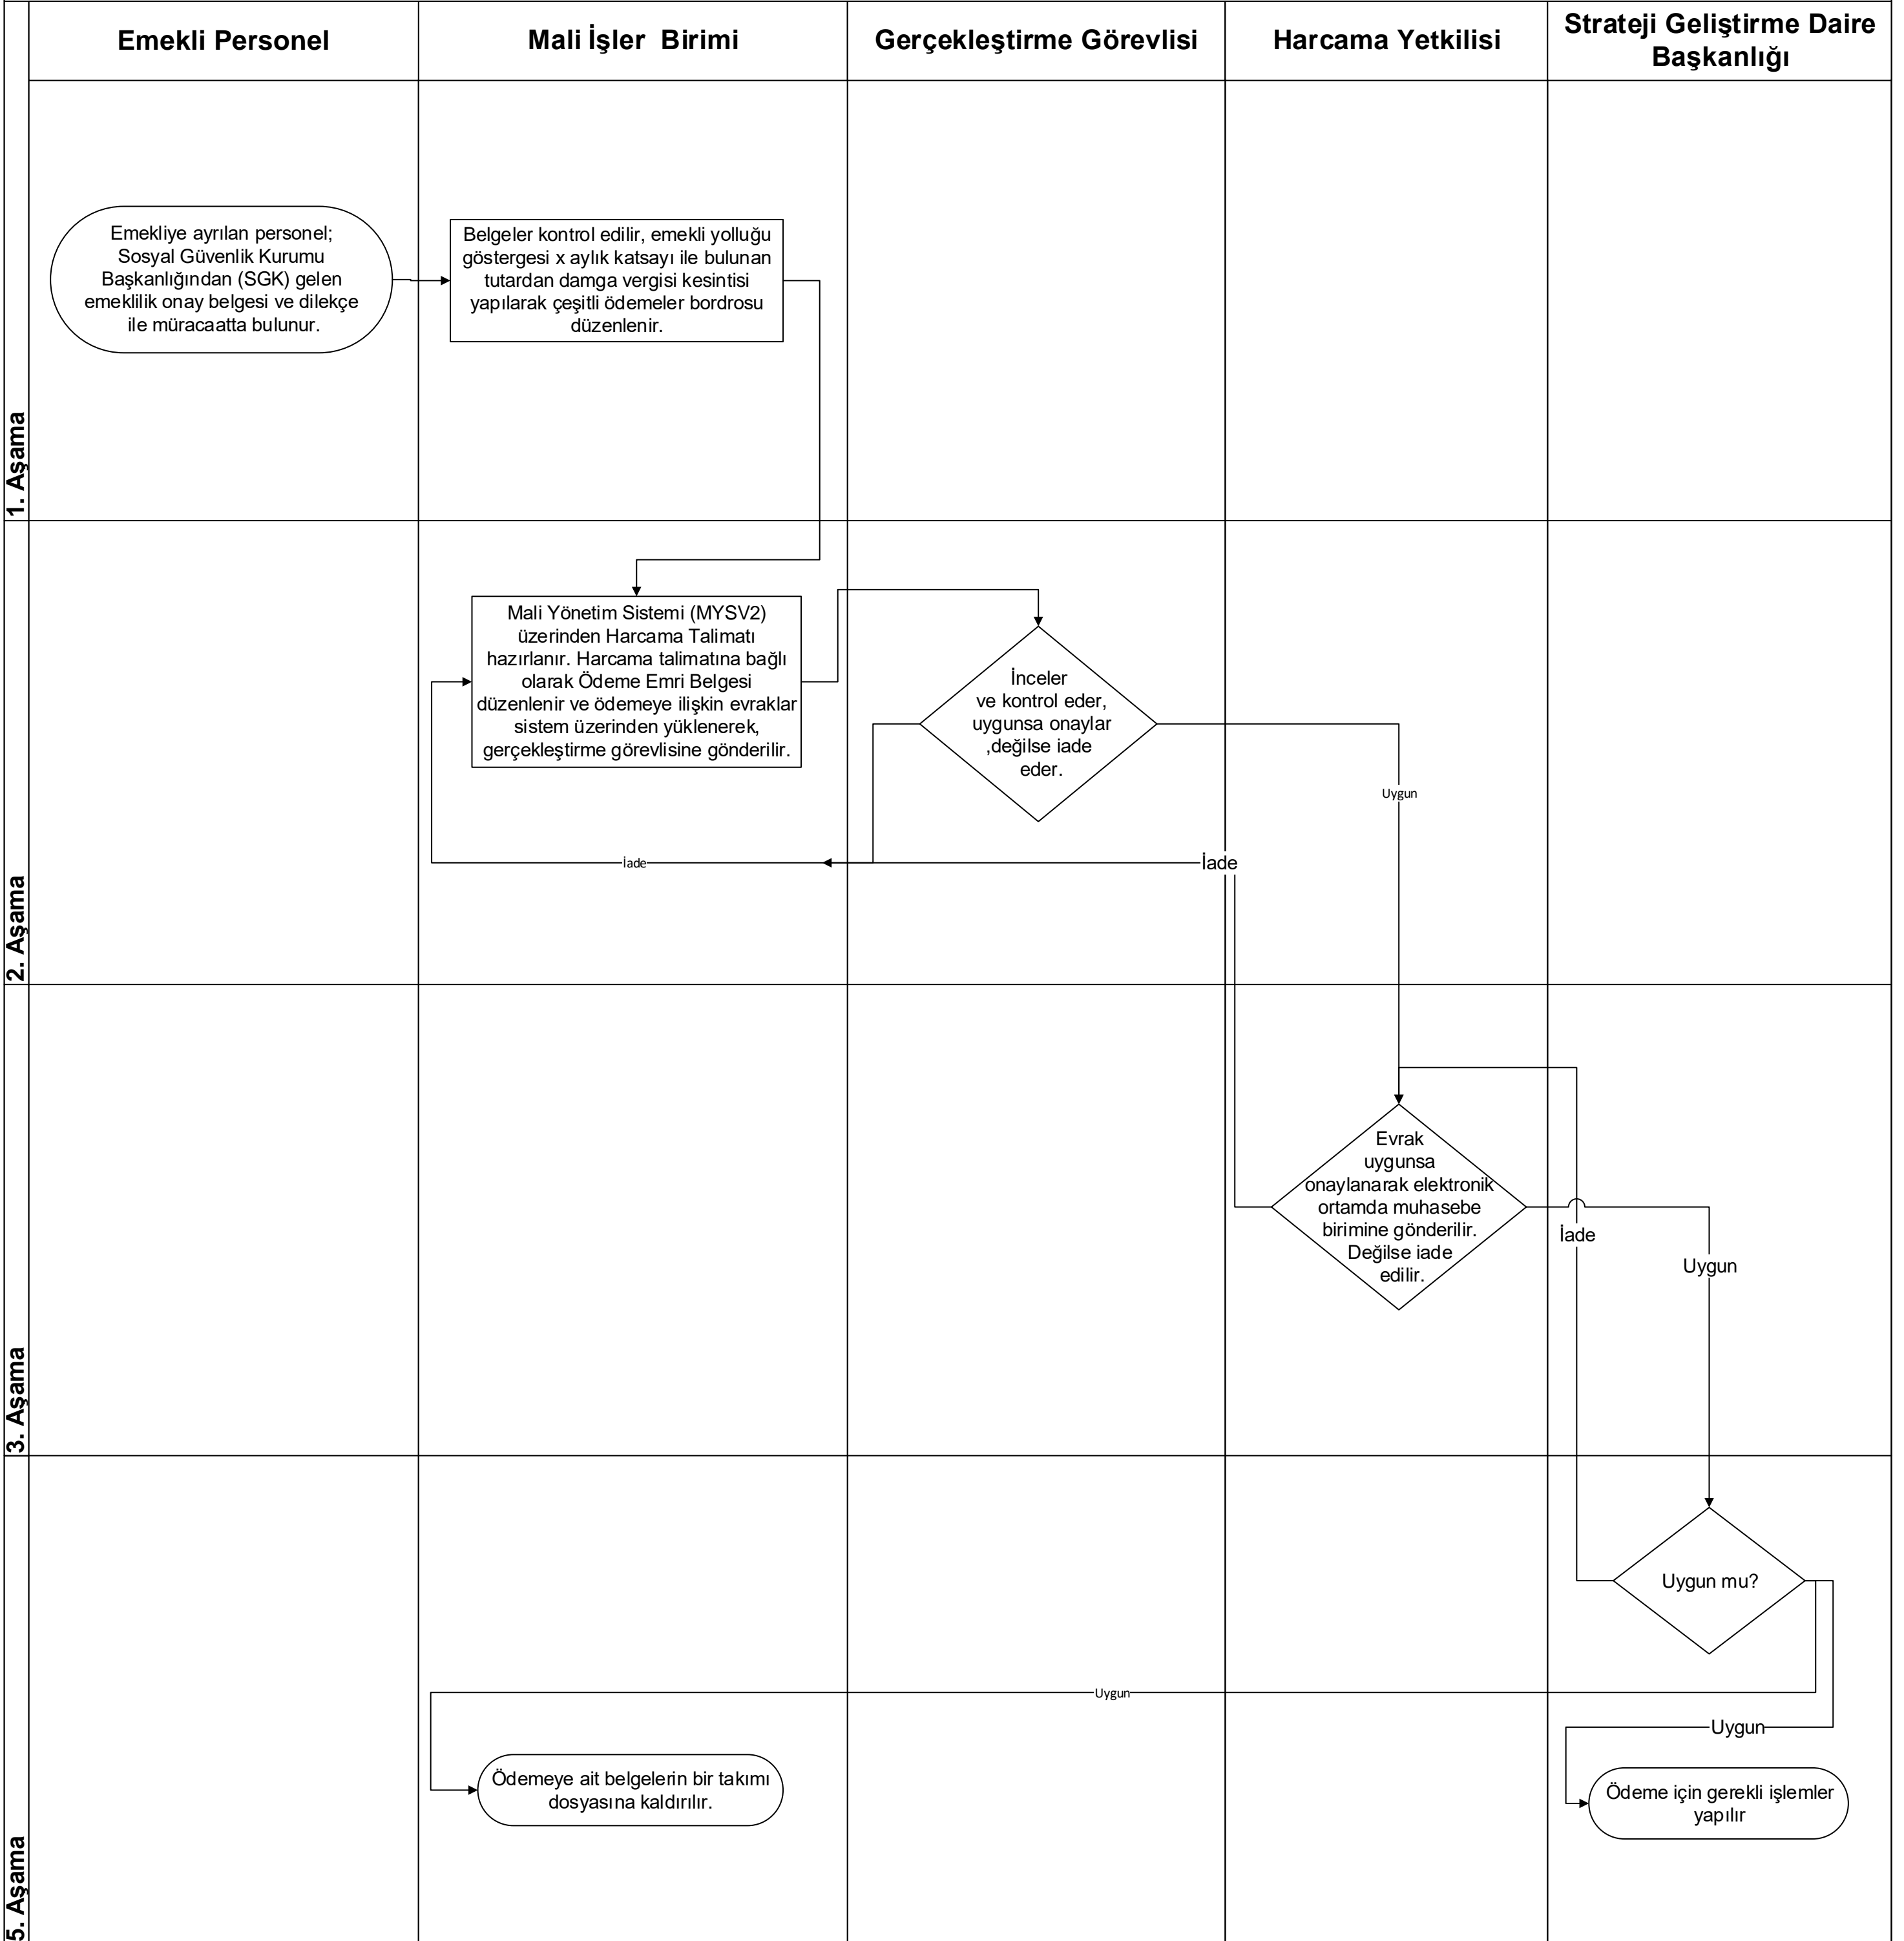 Emekli Personel
Mali İşler  Birimi
Gerçekleştirme Görevlisi
Harcama Yetkilisi
Strateji Geliştirme Daire
Başkanlığı
1. Aşama
Emekliye ayrılan personel;
Sosyal Güvenlik Kurumu
Başkanlığından (SGK) gelen
emeklilik onay belgesi ve dilekçe
ile müracaatta bulunur.
Belgeler kontrol edilir, emekli yolluğu
göstergesi x aylık katsayı ile bulunan
tutardan damga vergisi kesintisi
yapılarak çeşitli ödemeler bordrosu
düzenlenir.
2. Aşama
Mali Yönetim Sistemi (MYSV2)
üzerinden Harcama Talimatı
hazırlanır. Harcama talimatına bağlı
olarak Ödeme Emri Belgesi
düzenlenir ve ödemeye ilişkin evraklar
sistem üzerinden yüklenerek,
gerçekleştirme görevlisine gönderilir.
İnceler
ve kontrol eder,
uygunsa onaylar
,değilse iade
eder.
Uygun
İade
İade
3. Aşama
Evrak
uygunsa
onaylanarak elektronik
ortamda muhasebe
birimine gönderilir.
Değilse iade
edilir.
İade
Uygun
5. Aşama
Uygun mu?
Uygun
Uygun
Ödemeye ait belgelerin bir takımı
dosyasına kaldırılır.
Ödeme için gerekli işlemler
yapılır